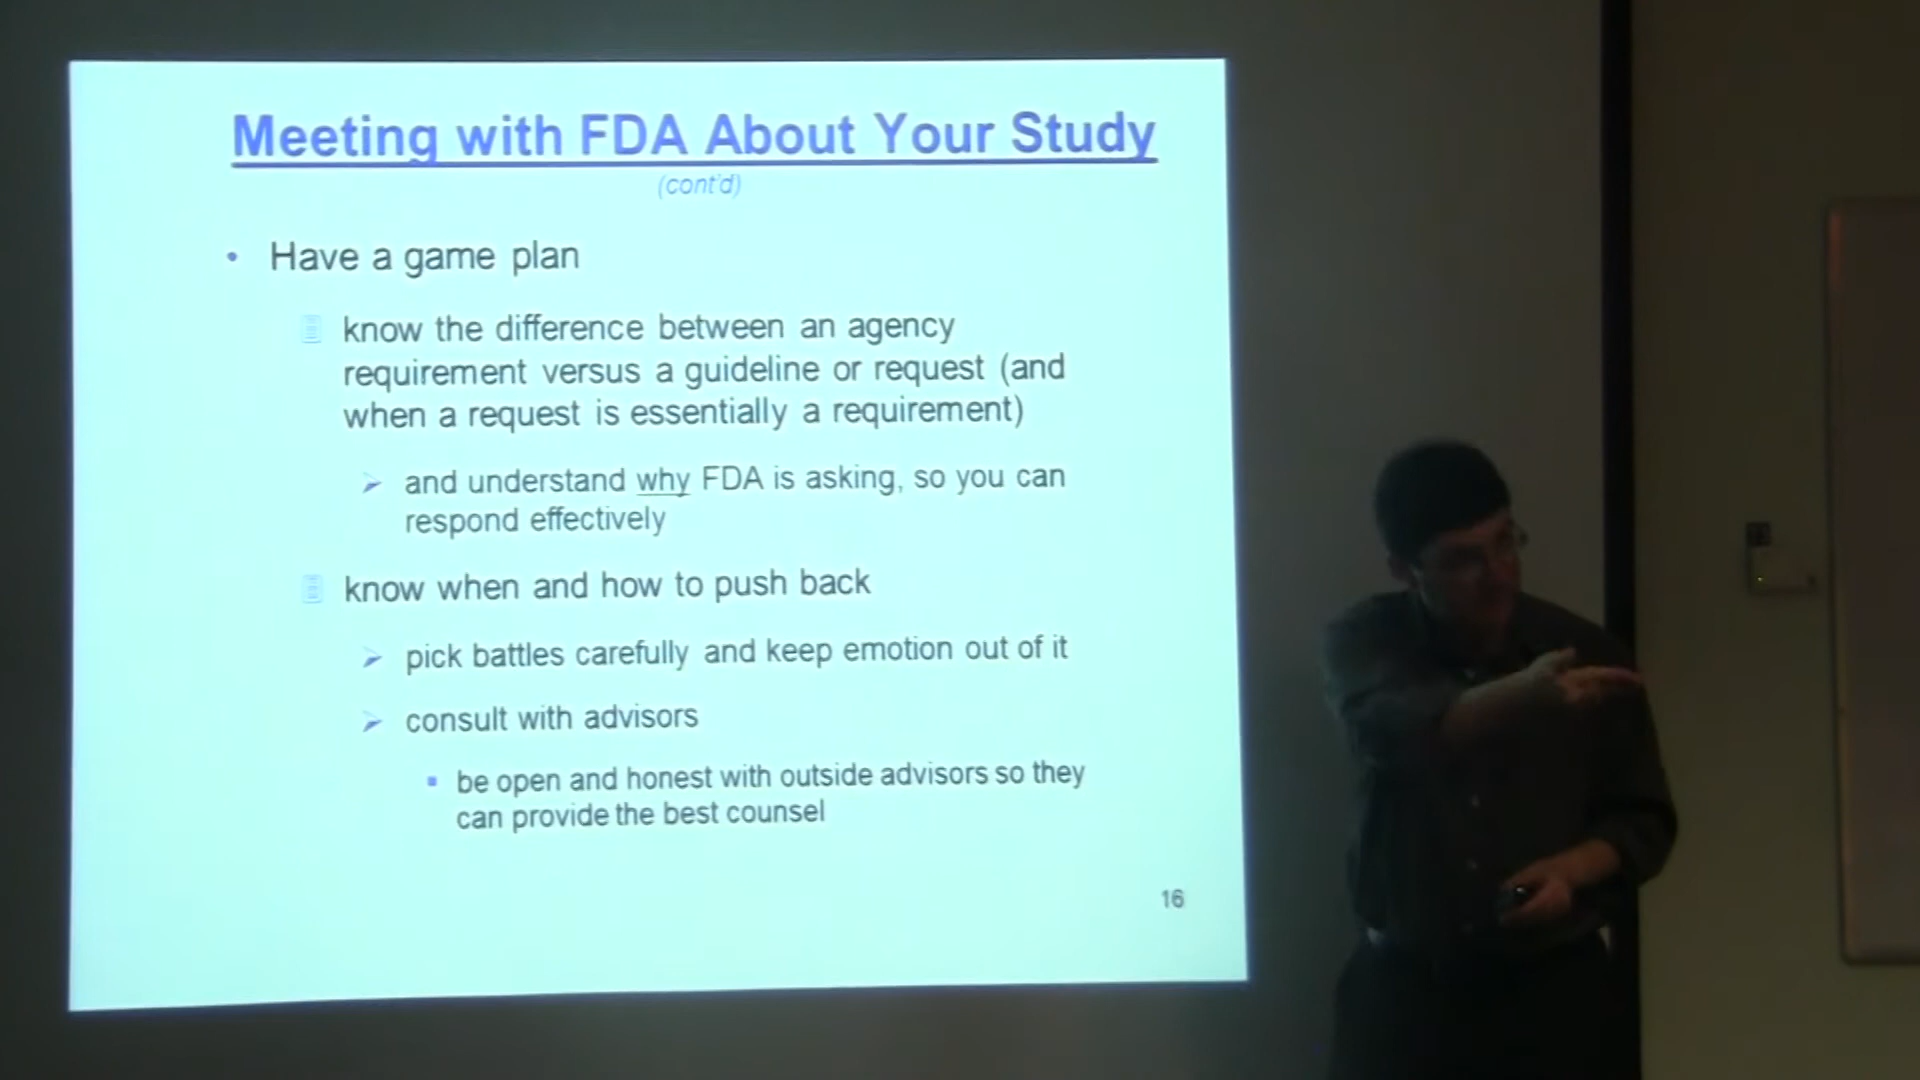 Meeting with FDA About Your Study
(cont'd)
• Have a game plan
know the difference between an agency
requirement versus a guideline or request (and
when a request is essentially a requirement)
➢ and understand why FDA is asking, so you can
respond effectively
know when and how to push back
➢ pick battles carefully and keep emotion out of it
➢ consult with advisors
▪ be open and honest with outside advisors so they
can provide the best counsel
16